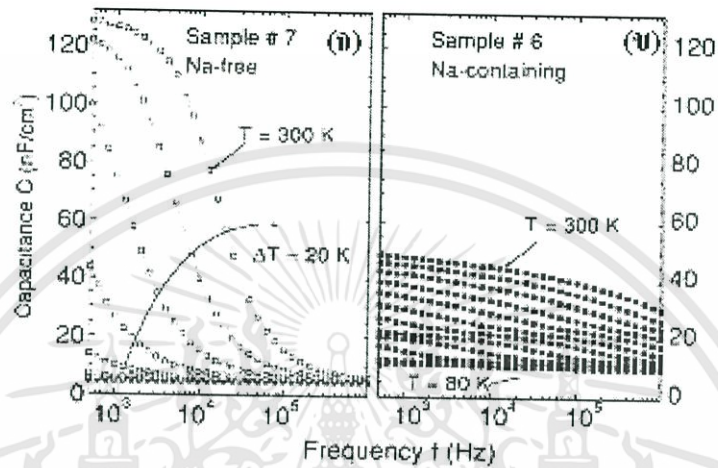 Sample # 7 (ก)
Na-free
T = 300 K
ΔT = 20 K
Sample # 6 (ข)
Na-containing
T = 300 K
T = 80 K
Capacitance C (nF/cm²)
120
100
80
60
40
20
0
120
100
80
60
40
20
0
10³ 10⁴ 10⁵ 10³ 10⁴ 10⁵
Frequency f (Hz)